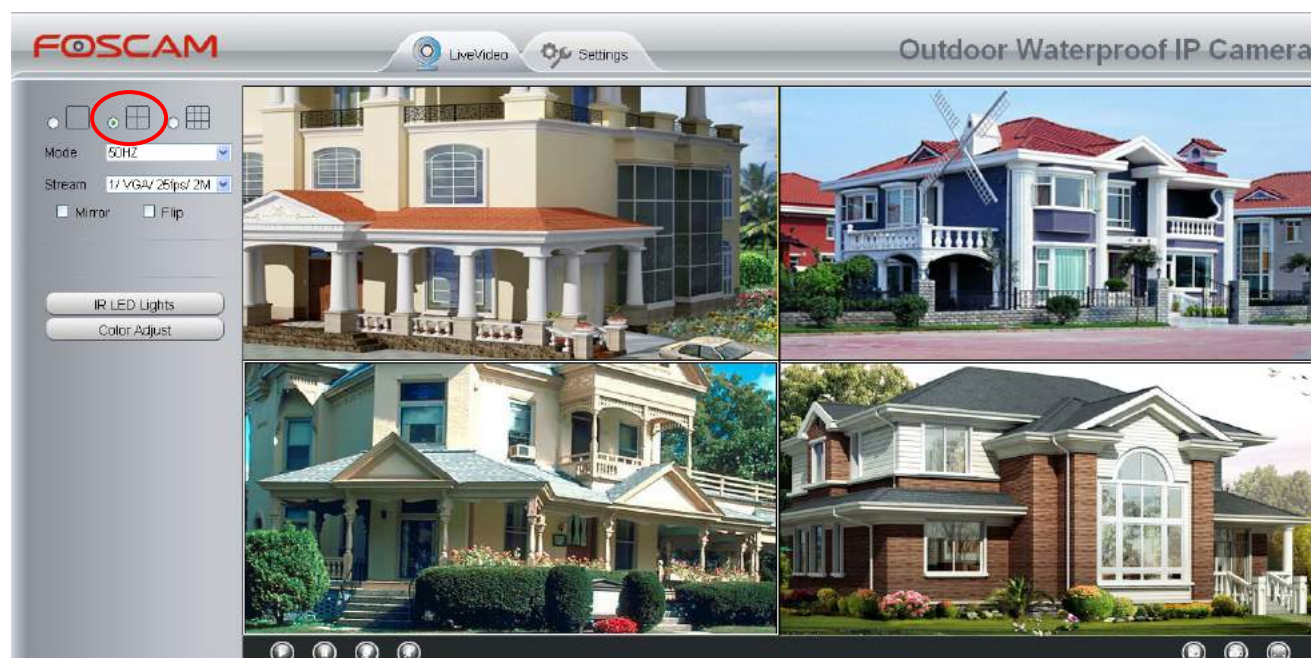 FOSCAM
LiveVideo
Settings
Outdoor Waterproof IP Camera
Mode 50HZ
Stream 1/ VGA/ 25fps/ 2M
Mirror Flip
IR LED Lights
Color Adjust